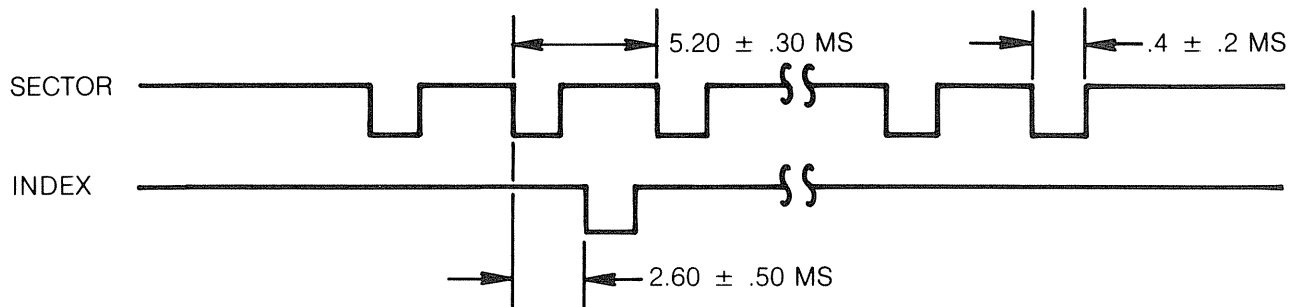 5.20 ± .30 MS
.4 ± .2 MS
SECTOR
INDEX
2.60 ± .50 MS